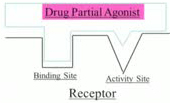 Drug Partial Agonist
Binding Site
Activity Site
Receptor